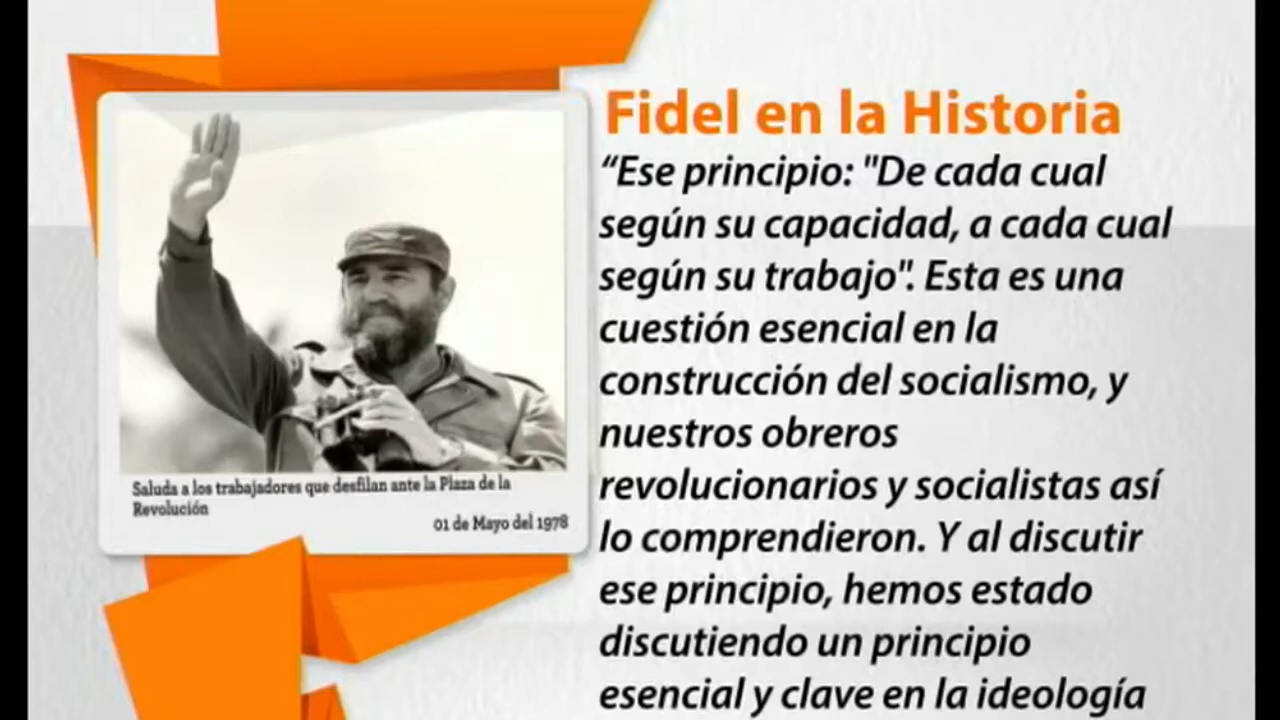 Fidel en la Historia
“Ese principio: "De cada cual
según su capacidad, a cada cual
según su trabajo". Esta es una
cuestión esencial en la
construcción del socialismo, y
nuestros obreros
revolucionarios y socialistas así
lo comprendieron. Y al discutir
ese principio, hemos estado
discutiendo un principio
esencial y clave en la ideología
Saluda a los trabajadores que desfilan ante la Plaza de la
Revolución
01 de Mayo del 1978